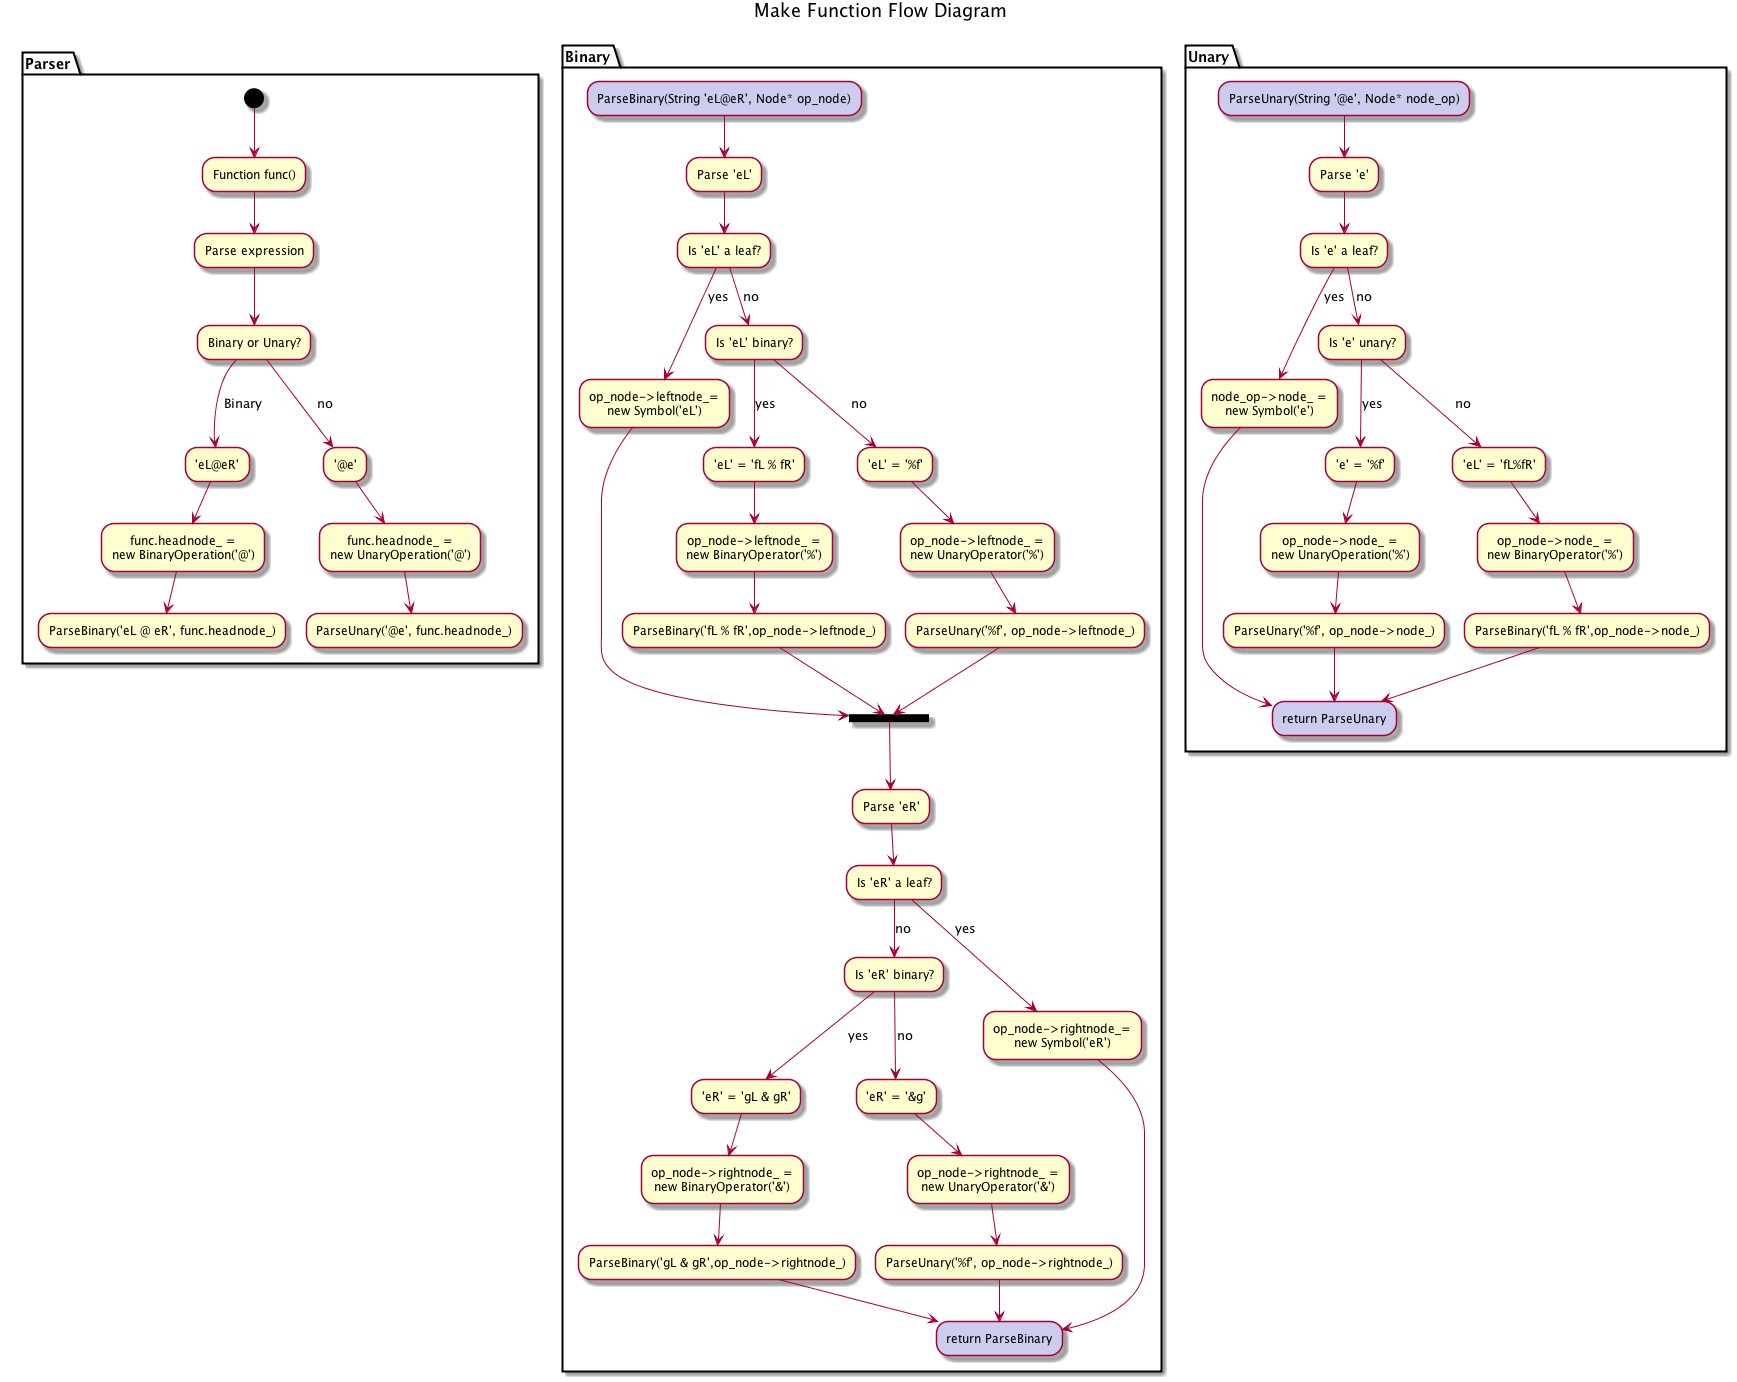 Make Function Flow Diagram
Parser
Function func()
Parse expression
Binary or Unary?
Binary
no
'eL@eR'
'@e'
func.headnode_ =
new BinaryOperation('@')
func.headnode_ =
new UnaryOperation('@')
ParseBinary('eL @ eR', func.headnode_)
ParseUnary('@e', func.headnode_)
Binary
ParseBinary(String 'eL@eR', Node* op_node)
Parse 'eL'
Is 'eL' a leaf?
yes
no
Is 'eL' binary?
op_node->leftnode_=
new Symbol('eL')
yes
no
'eL' = 'fL % fR'
'eL' = '%f'
op_node->leftnode_ =
new BinaryOperator('%')
op_node->leftnode_ =
new UnaryOperator('%')
ParseBinary('fL % fR',op_node->leftnode_)
ParseUnary('%f', op_node->leftnode_)
Parse 'eR'
Is 'eR' a leaf?
no
yes
Is 'eR' binary?
op_node->rightnode_=
new Symbol('eR')
yes
no
'eR' = 'gL & gR'
'eR' = '&g'
op_node->rightnode_ =
new BinaryOperator('&')
op_node->rightnode_ =
new UnaryOperator('&')
ParseBinary('gL & gR',op_node->rightnode_)
ParseUnary('%f', op_node->rightnode_)
return ParseBinary
Unary
ParseUnary(String '@e', Node* node_op)
Parse 'e'
Is 'e' a leaf?
yes
no
Is 'e' unary?
node_op->node_ =
new Symbol('e')
yes
no
'e' = '%f'
'eL' = 'fL%fR'
op_node->node_ =
new UnaryOperation('%')
op_node->node_ =
new BinaryOperator('%')
ParseUnary('%f', op_node->node_)
ParseBinary('fL % fR',op_node->node_)
return ParseUnary